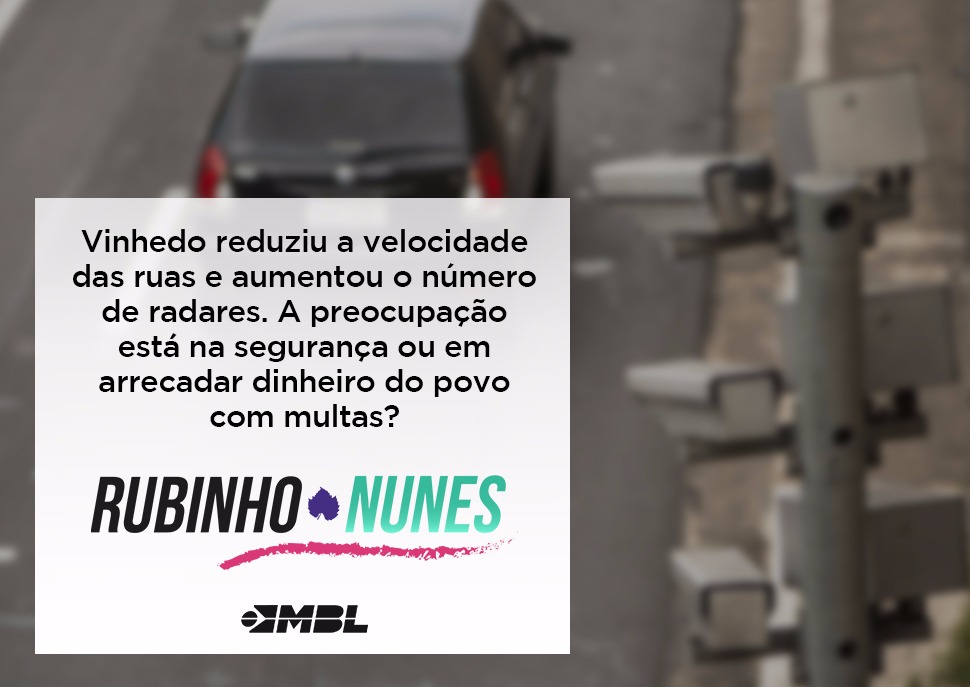 Vinhedo reduziu a velocidade
das ruas e aumentou o número
de radares. A preocupação
está na segurança ou em
arrecadar dinheiro do povo
com multas?
RUBINHO NUNES
MBL